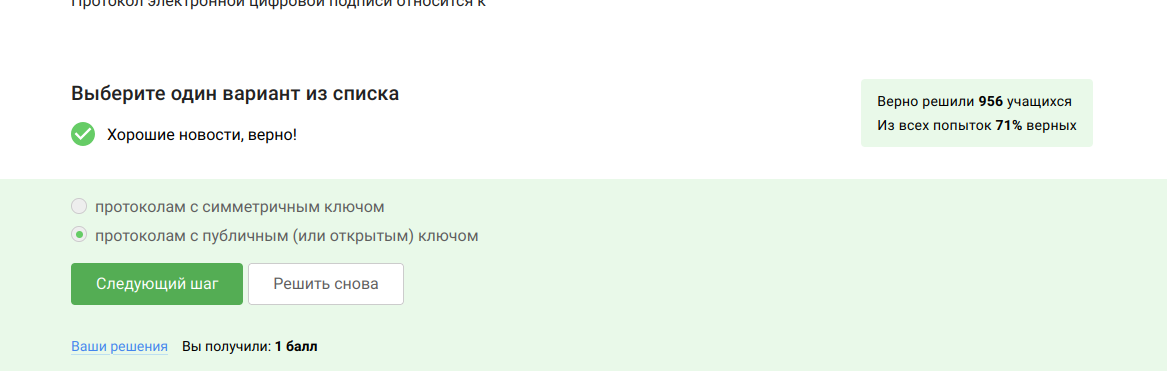 Протокол электронной цифровой подписи относится к
Выберите один вариант из списка
Верно решили 956 учащихся
Из всех попыток 71% верных
Хорошие новости, верно!
протоколам с симметричным ключом
протоколам с публичным (или открытым) ключом
Следующий шаг
Решить снова
Ваши решения Вы получили: 1 балл